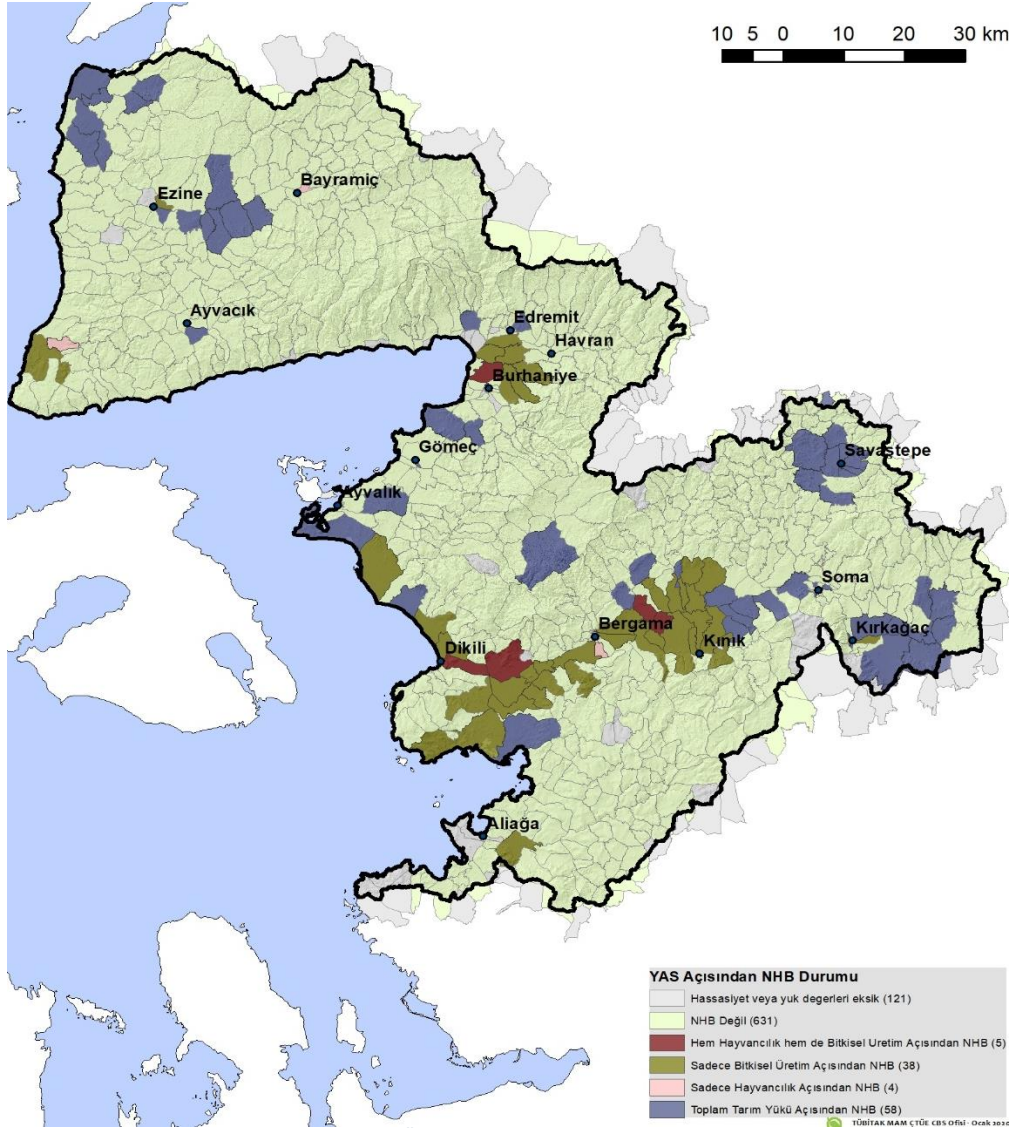 10 5 0 10 20 30 km
Ezine
Bayramiç
Ayvacık
Edremit
Havran
Burhaniye
Gömeç
Ayvalık
Savaştepe
Soma
Bergama
Kırkağaç
Kınık
Dikili
Aliağa
YAS Açısından NHB Durumu
Hassasiyet veya yuk degerleri eksik (121)
NHB Değil (631)
Hem Hayvancılık hem de Bitkisel Üretim Açısından NHB (5)
Sadece Bitkisel Üretim Açısından NHB (38)
Sadece Hayvancılık Açısından NHB (4)
Toplam Tarım Yükü Açısından NHB (58)
TÜBİTAK MAM ÇTÜE CBS Ofisi - Ocak 2020